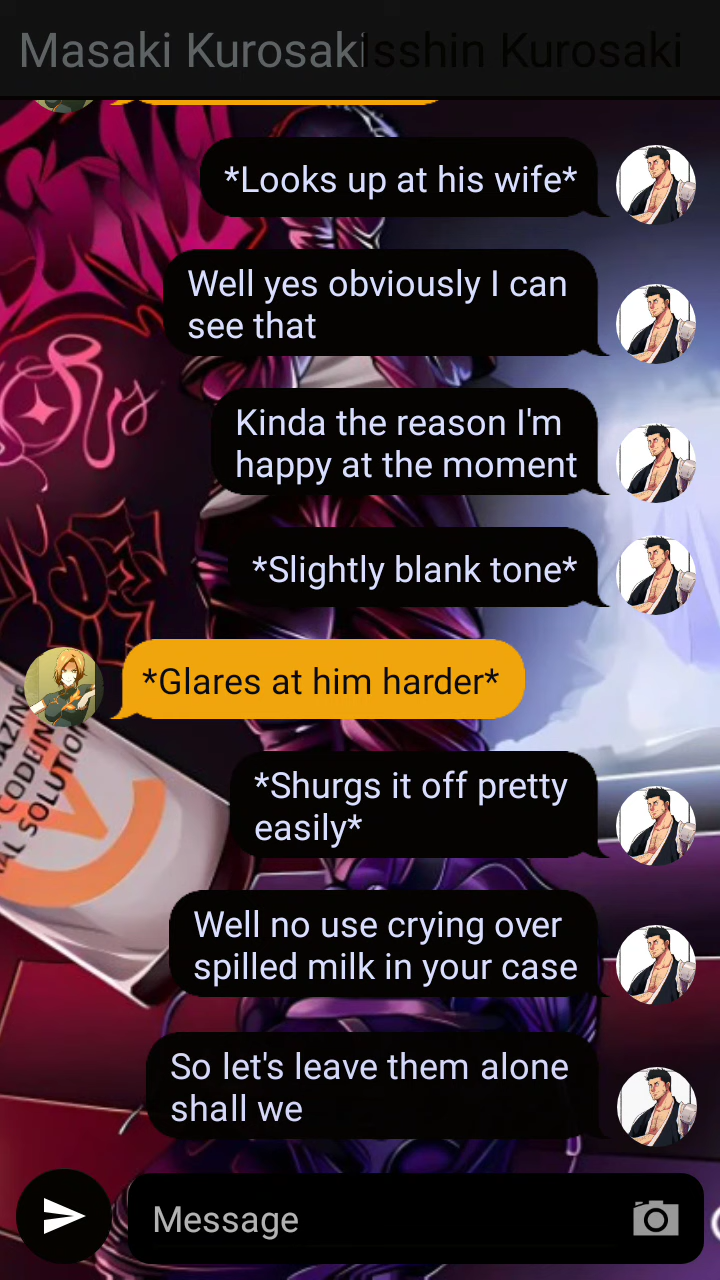 Masaki Kurosaki Isshin Kurosaki
*Looks up at his wife*
Well yes obviously I can
see that
Kinda the reason I'm
happy at the moment
*Slightly blank tone*
*Glares at him harder*
*Shurgs it off pretty
easily*
Well no use crying over
spilled milk in your case
So let's leave them alone
shall we
Message